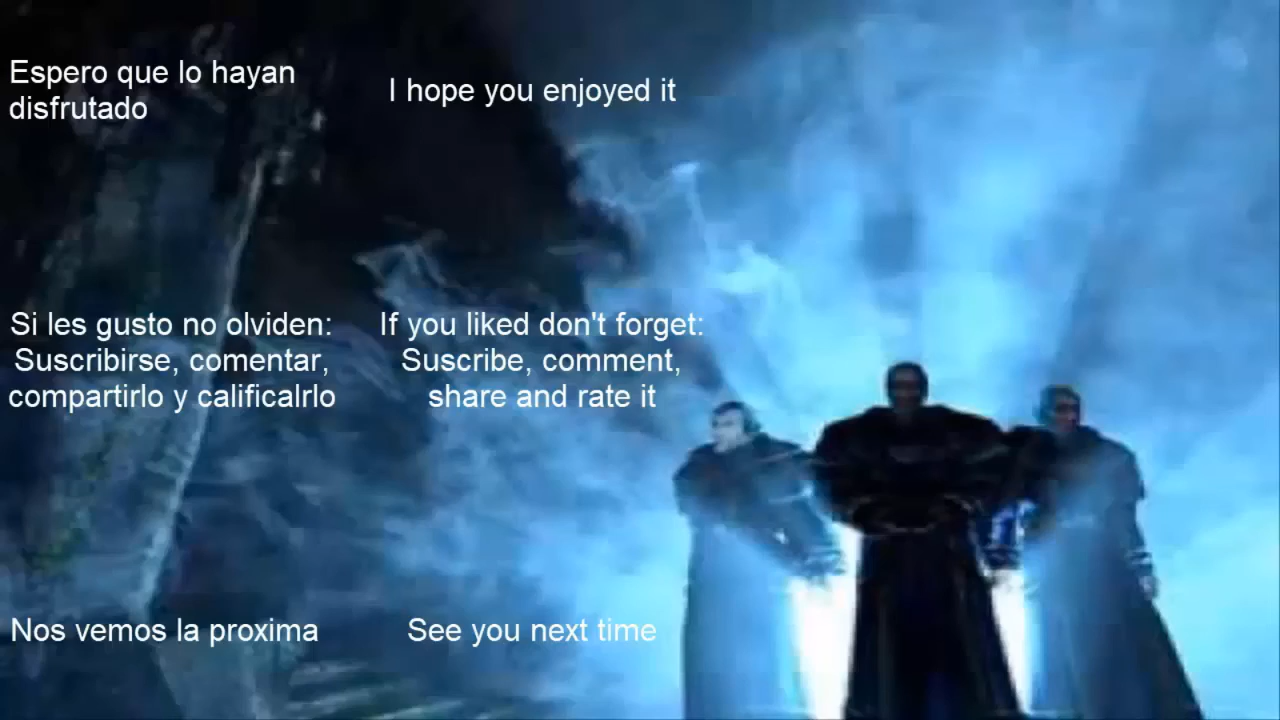 Espero que lo hayan
disfrutado
I hope you enjoyed it
Si les gusto no olviden:
Suscribirse, comentar,
compartirlo y calificalrlo
If you liked don't forget:
Suscribe, comment,
share and rate it
Nos vemos la proxima
See you next time